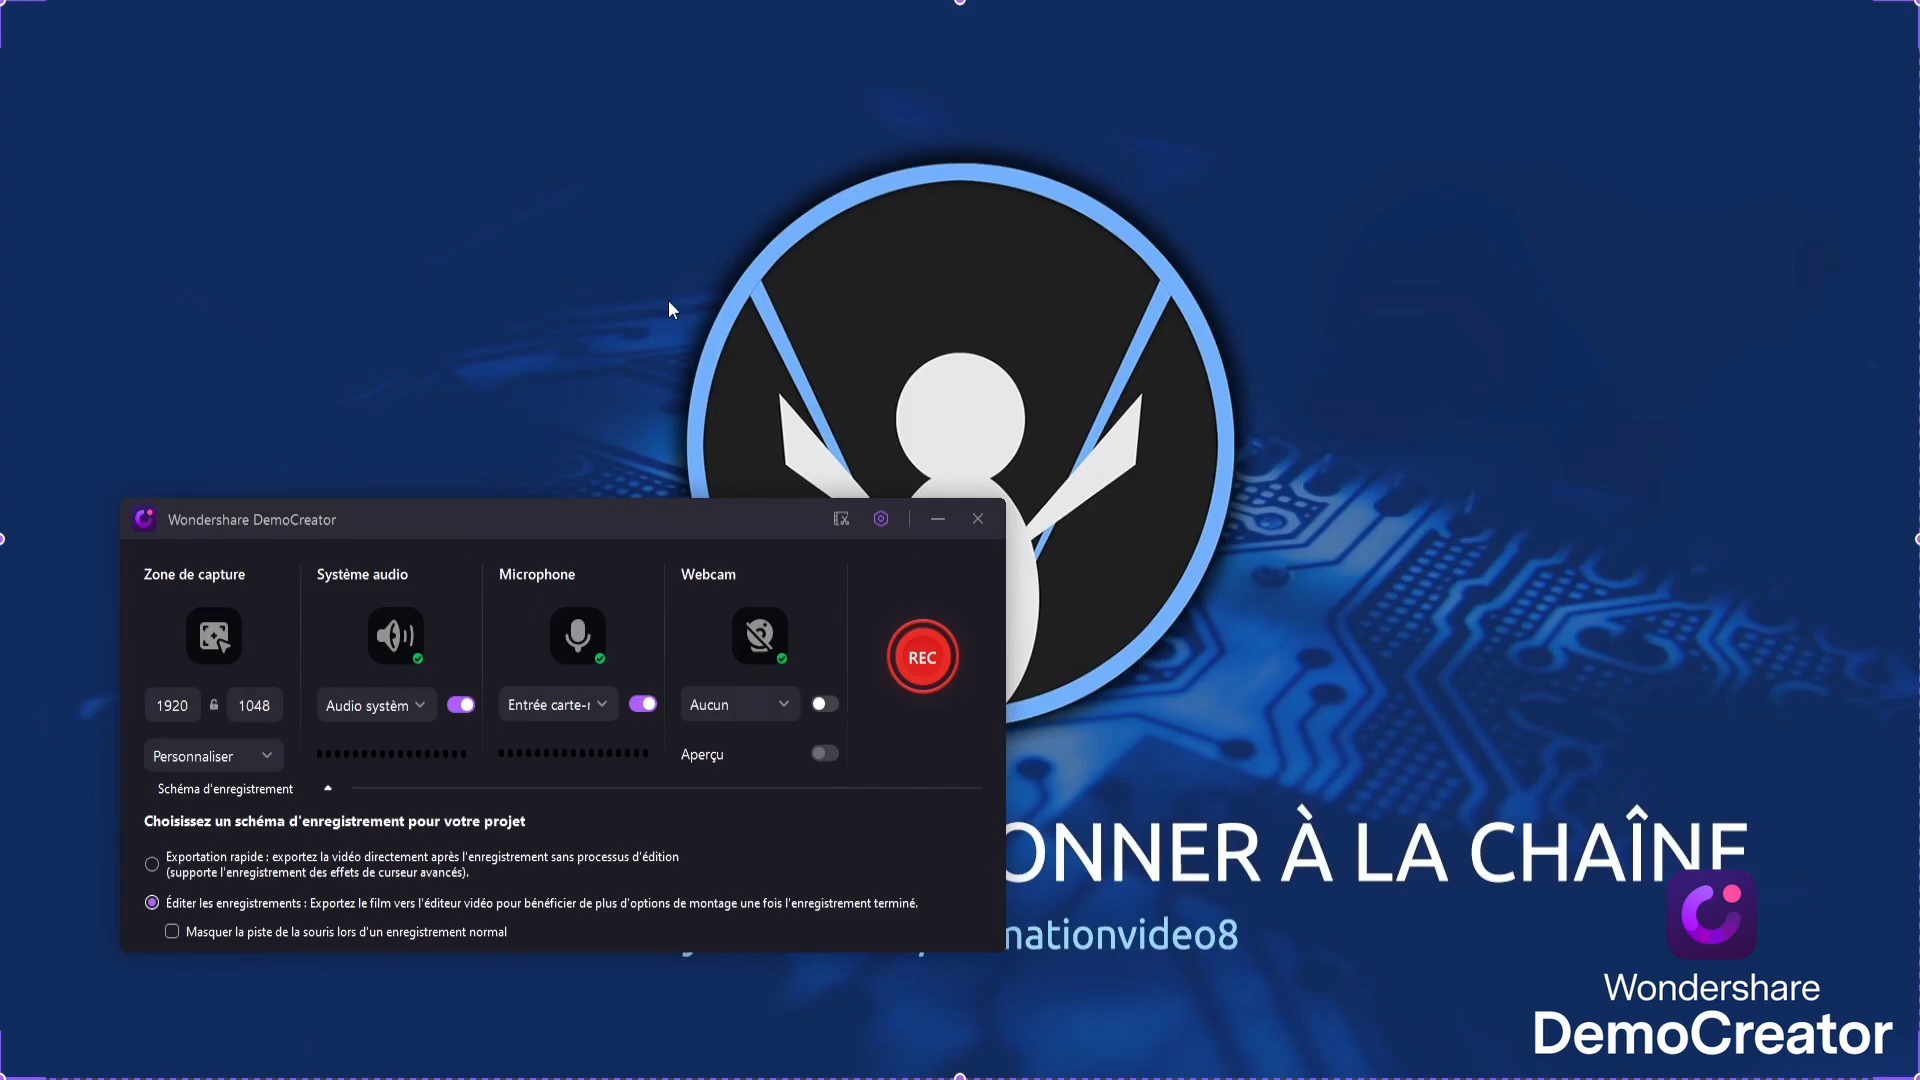 Wondershare DemoCreator
Zone de capture
Système audio
Microphone
Webcam
REC
1920
1048
Audio systèm
Entrée carte-
Aucun
Personnaliser
Aperçu
Schéma d'enregistrement
Choisissez un schéma d'enregistrement pour votre projet
Exportation rapide : exportez la vidéo directement après l'enregistrement sans processus d'édition
(supporte l'enregistrement des effets de curseur avancés).
Éditer les enregistrements : Exportez le film vers l'éditeur vidéo pour bénéficier de plus d'options de montage une fois l'enregistrement terminé.
Masquer la piste de la souris lors d'un enregistrement normal
ONNER À LA CHAÎNE
mationvideo8
Wondershare
DemoCreator